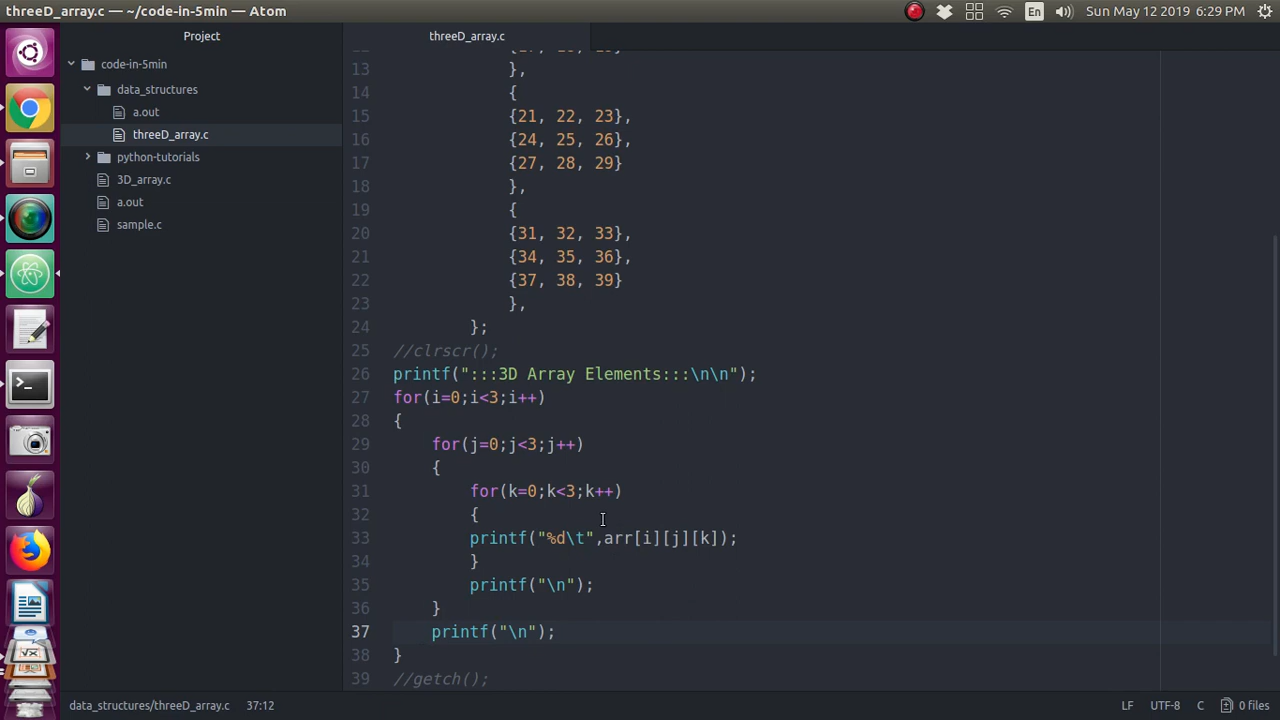 threeD_array.c — ~/code-in-5min — Atom
En
Sun May 12 2019 6:29 PM
Project
threeD_array.c
code-in-5min
data_structures
a.out
threeD_array.c
python-tutorials
3D_array.c
a.out
sample.c
13 },
14 {
15 {21, 22, 23},
16 {24, 25, 26},
17 {27, 28, 29}
18 },
19 {
20 {31, 32, 33},
21 {34, 35, 36},
22 {37, 38, 39}
23 },
24 };
25 //clrscr();
26 printf(":::3D Array Elements:::\n\n");
27 for(i=0;i<3;i++)
28 {
29 for(j=0;j<3;j++)
30 {
31 for(k=0;k<3;k++)
32 {
33 printf("%d\t",arr[i][j][k]);
34 }
35 printf("\n");
36 }
37 printf("\n");
38 }
39 //getch();
data_structures/threeD_array.c 37:12
LF UTF-8 C 0 files